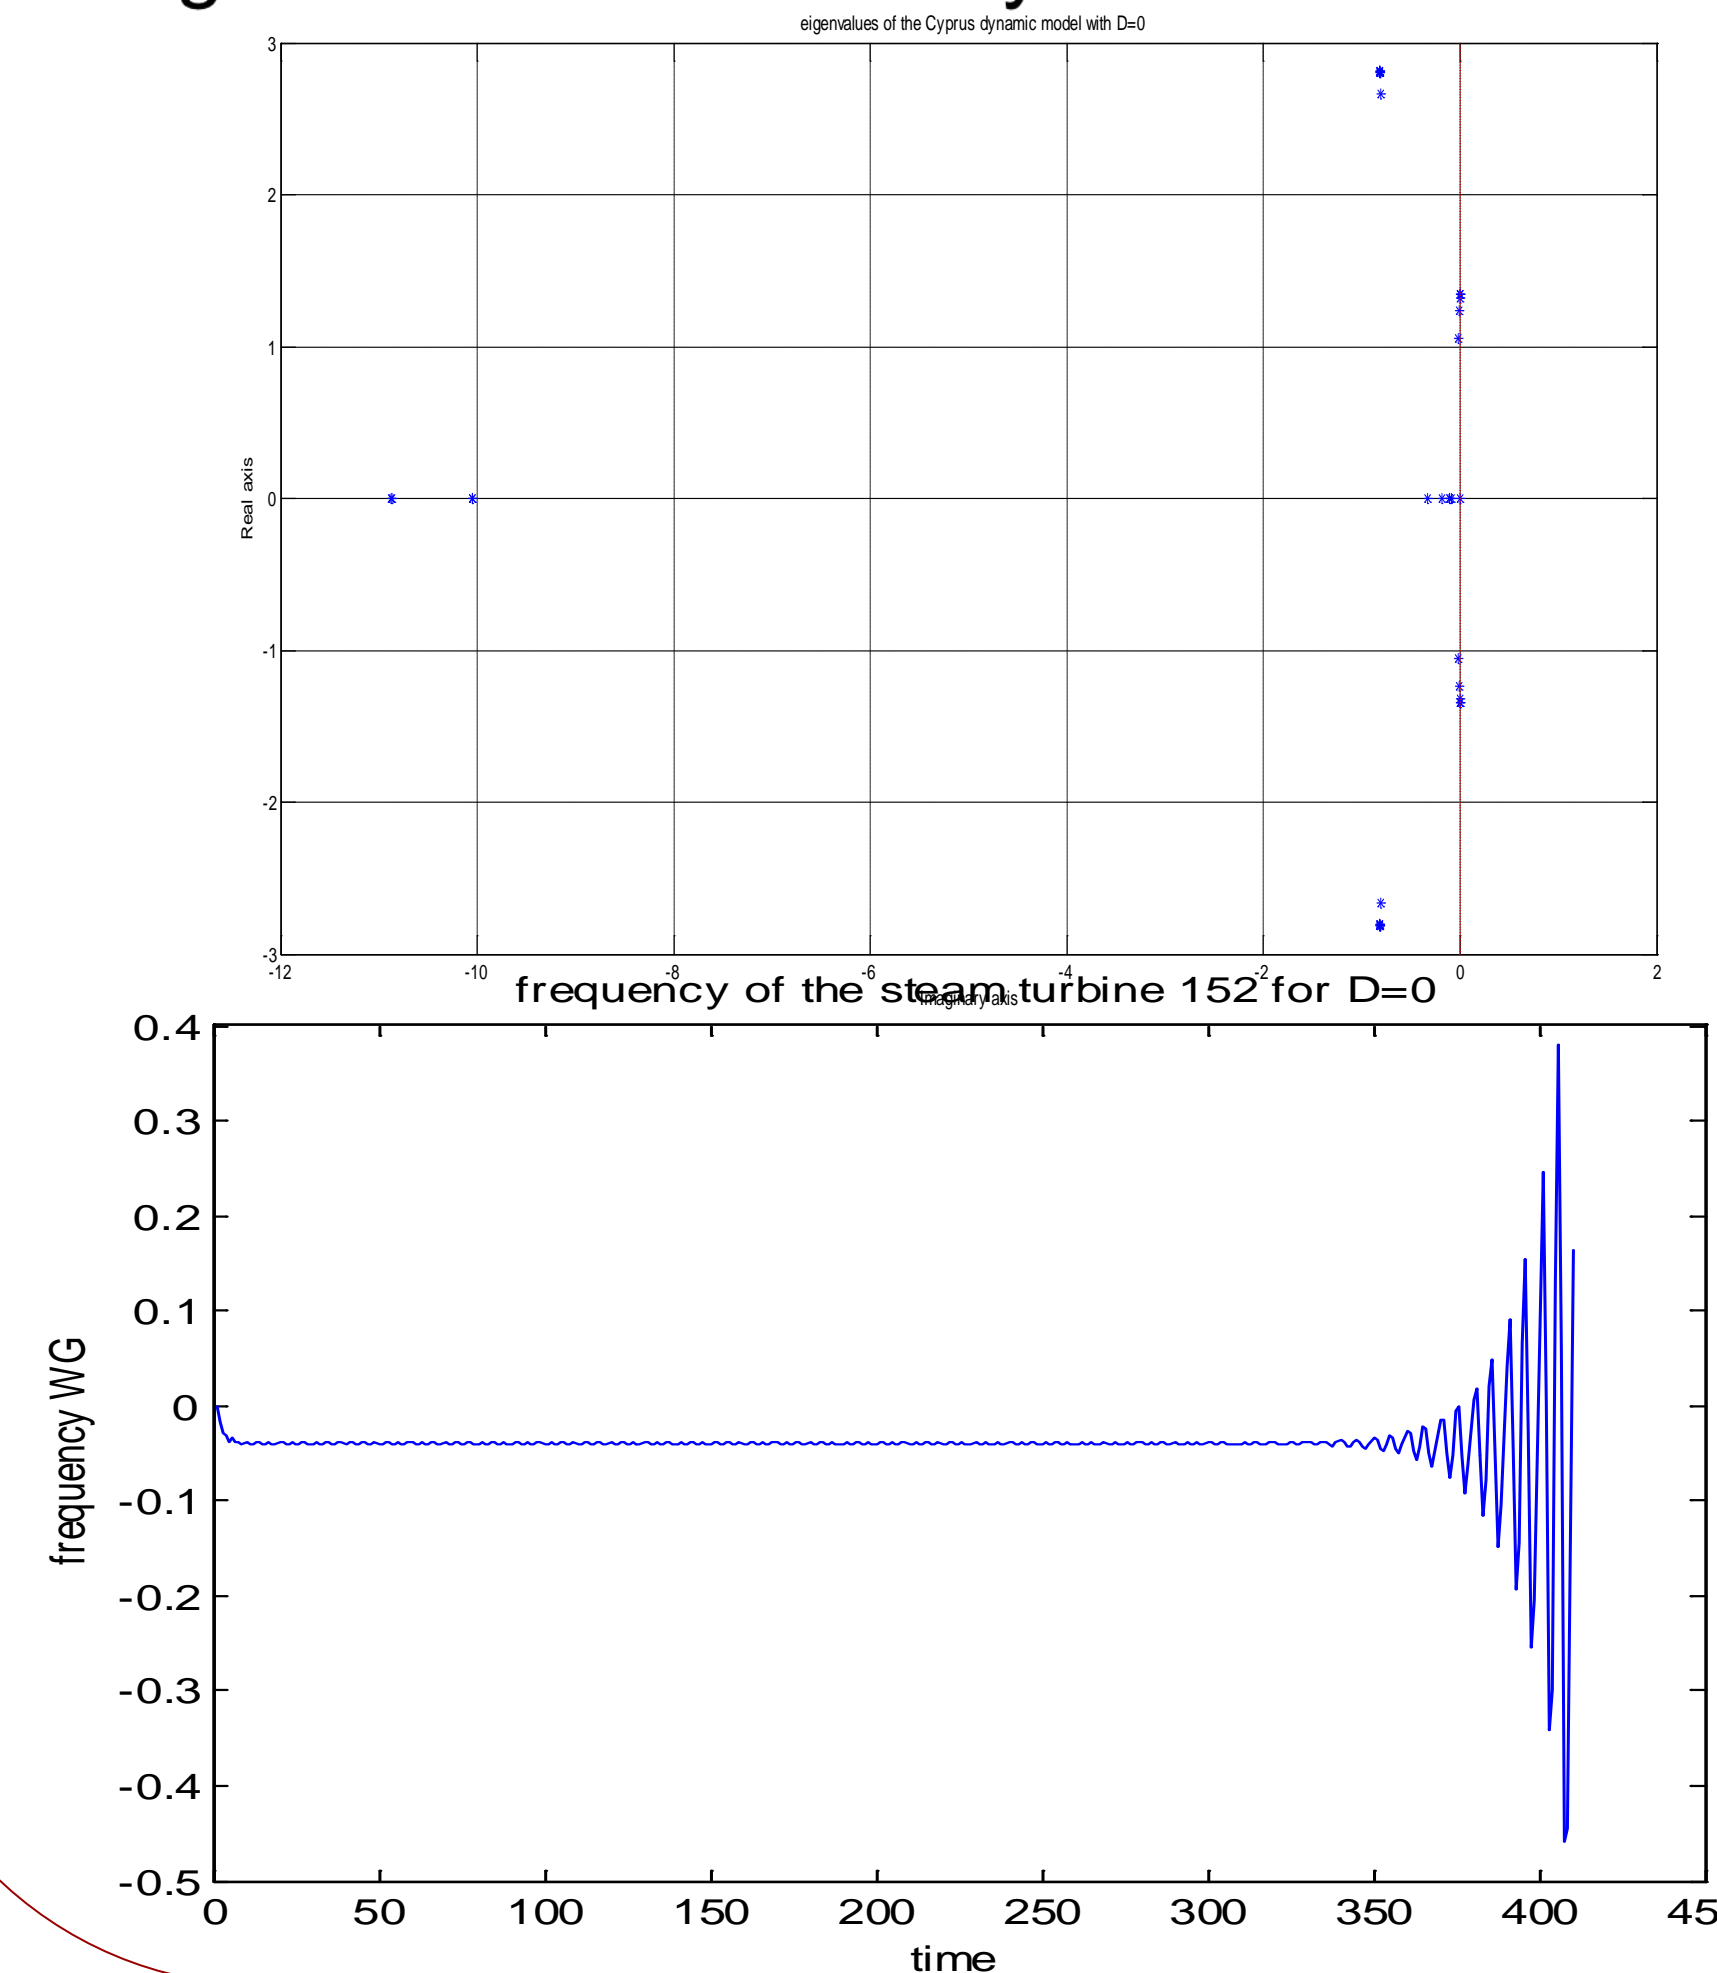 eigenvalues of the Cyprus dynamic model with D=0
3
2
1
0
-1
-2
-3
Real axis
-12 -10 -8 -6 -4 -2 0 2
Imaginary axis
frequency of the steam turbine 152 for D=0
0.4
0.3
0.2
0.1
0
-0.1
-0.2
-0.3
-0.4
-0.5
frequency WG
0 50 100 150 200 250 300 350 400 45
time